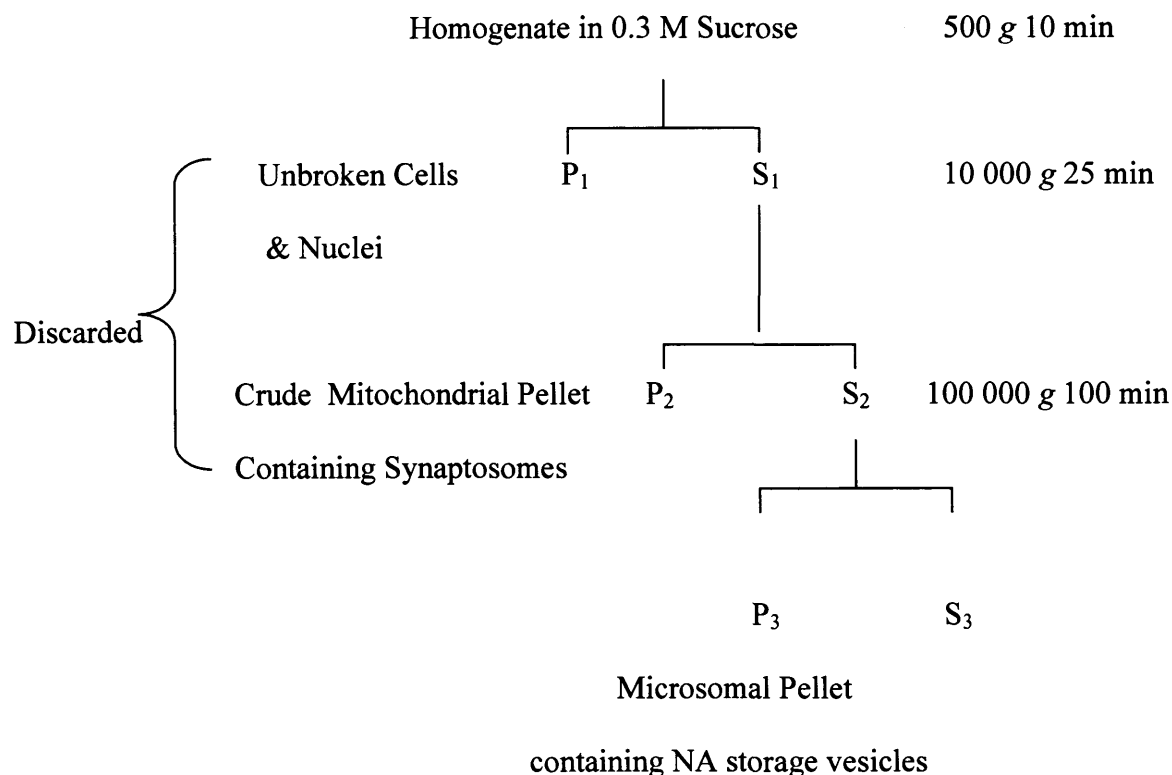 Homogenate in 0.3 M Sucrose 500 g 10 min
Unbroken Cells P₁ S₁ 10 000 g 25 min
& Nuclei
Discarded
Crude Mitochondrial Pellet P₂ S₂ 100 000 g 100 min
Containing Synaptosomes
P₃ S₃
Microsomal Pellet
containing NA storage vesicles